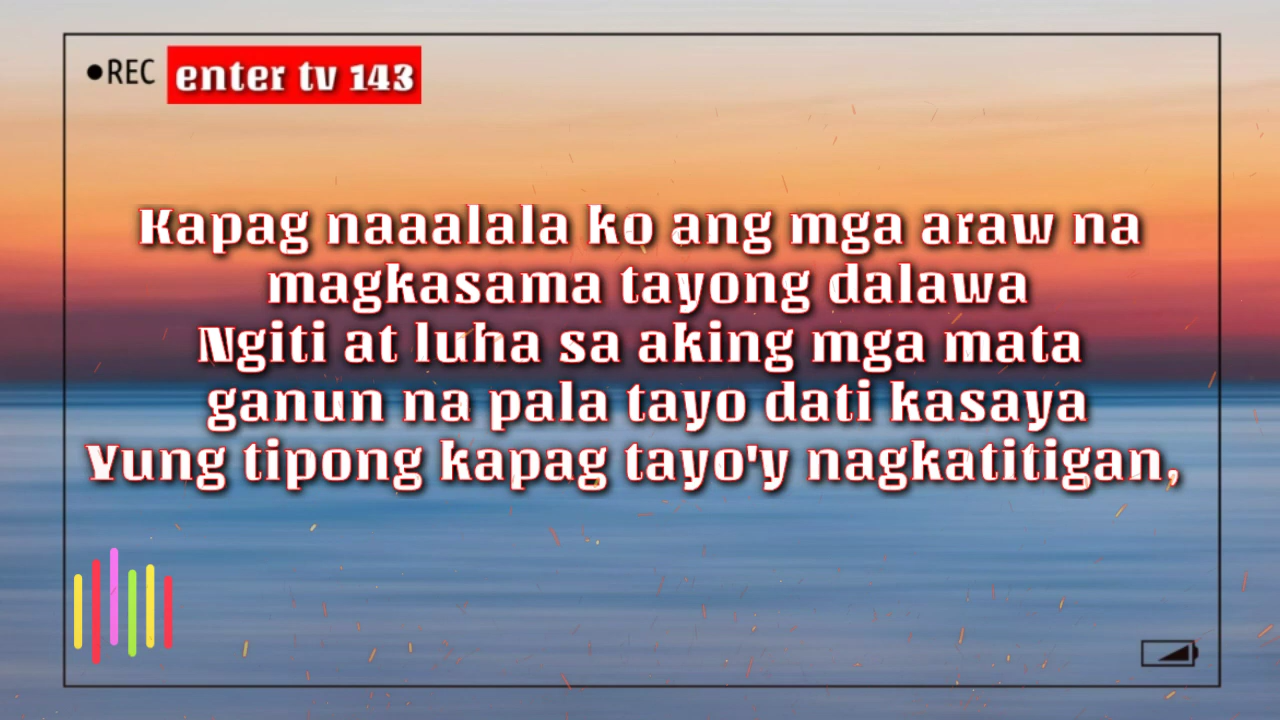 •REC
enter tv 143
Kapag naaalala ko ang mga araw na
magkasama tayong dalawa
Ngiti at luha sa aking mga mata
ganun na pala tayo dati kasaya
Yung tipong kapag tayo'y nagkatitigan,